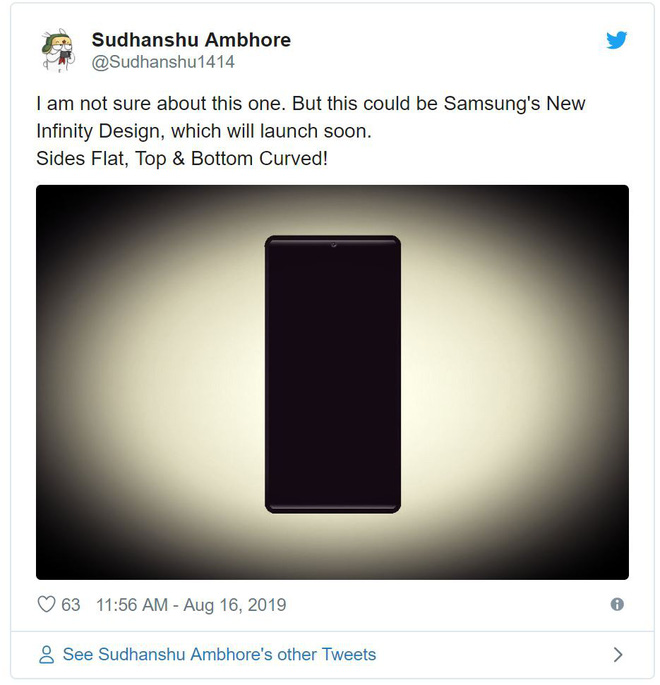 Sudhanshu Ambhore
@Sudhanshu1414
I am not sure about this one. But this could be Samsung's New
Infinity Design, which will launch soon.
Sides Flat, Top & Bottom Curved!
63 11:56 AM - Aug 16, 2019
See Sudhanshu Ambhore's other Tweets